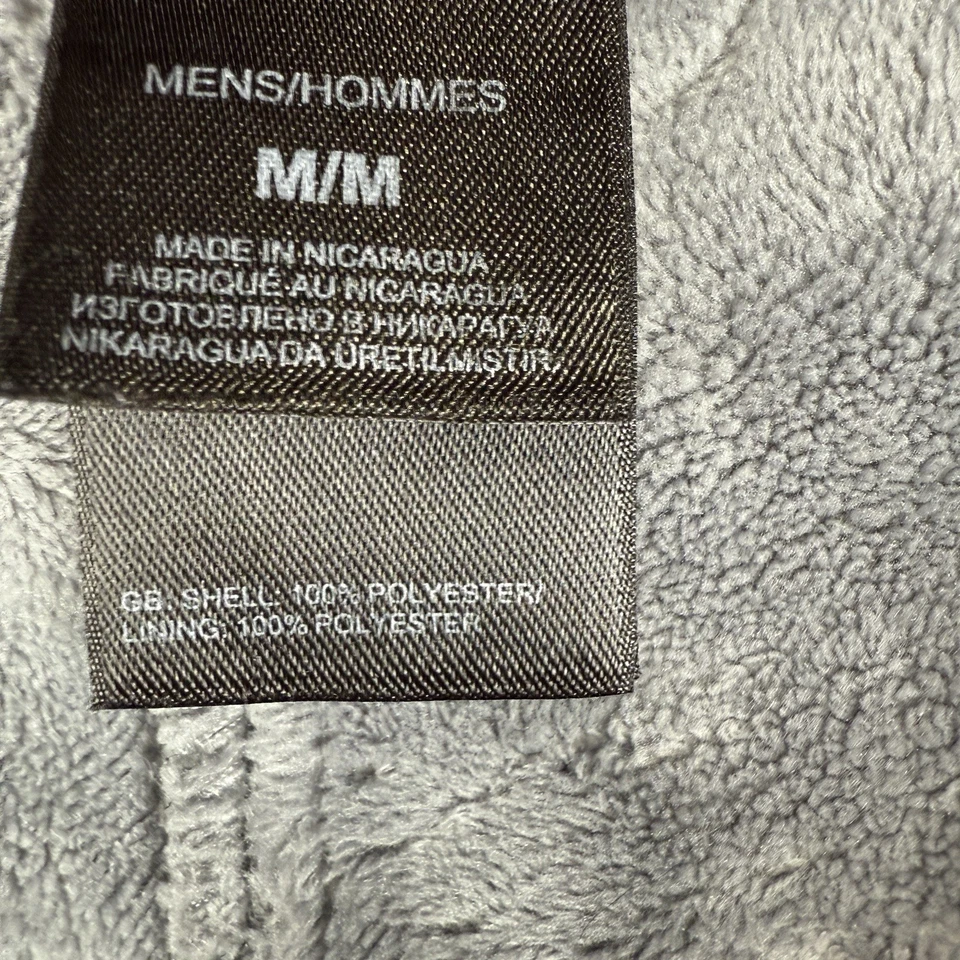 MENS/HOMMES
M/M
MADE IN NICARAGUA
FABRIQUÉ AU NICARAGUA
ИЗГОТОВЛЕНО В НИКАРАГУА
NIKARAGUA DA ÜRETILMIŞTIR.
GB: SHELL: 100% POLYESTER/
LINING: 100% POLYESTER